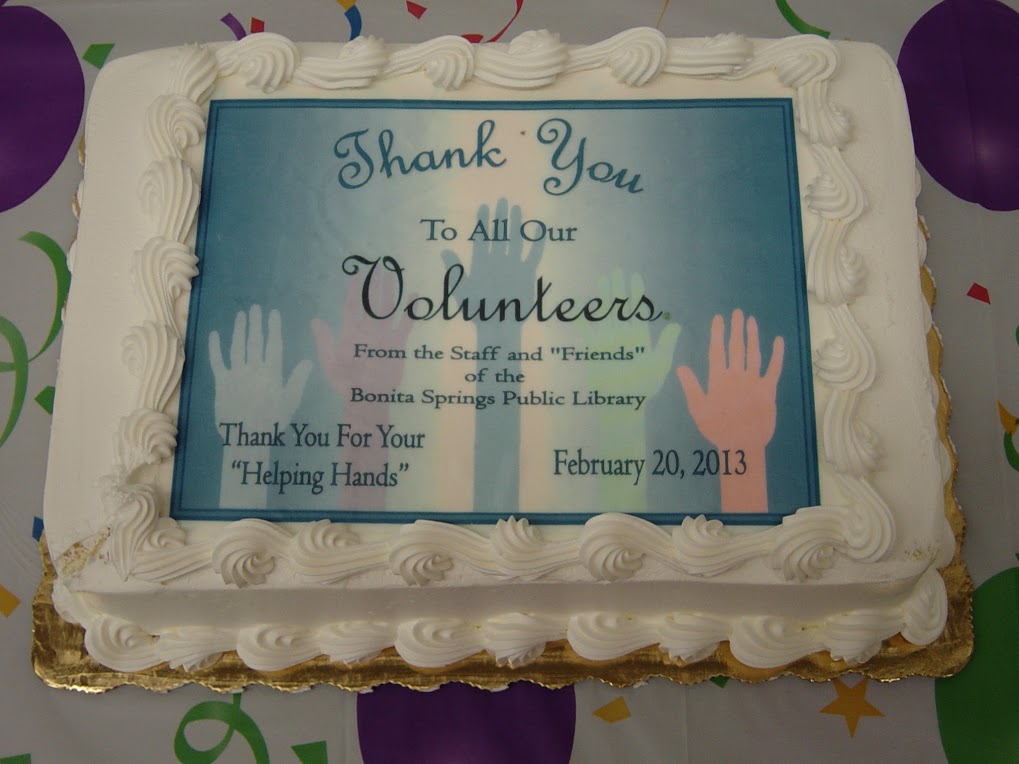 Thank You
To All Our
Volunteers
From the Staff and "Friends"
of the
Bonita Springs Public Library
Thank You For Your
“Helping Hands”
February 20, 2013